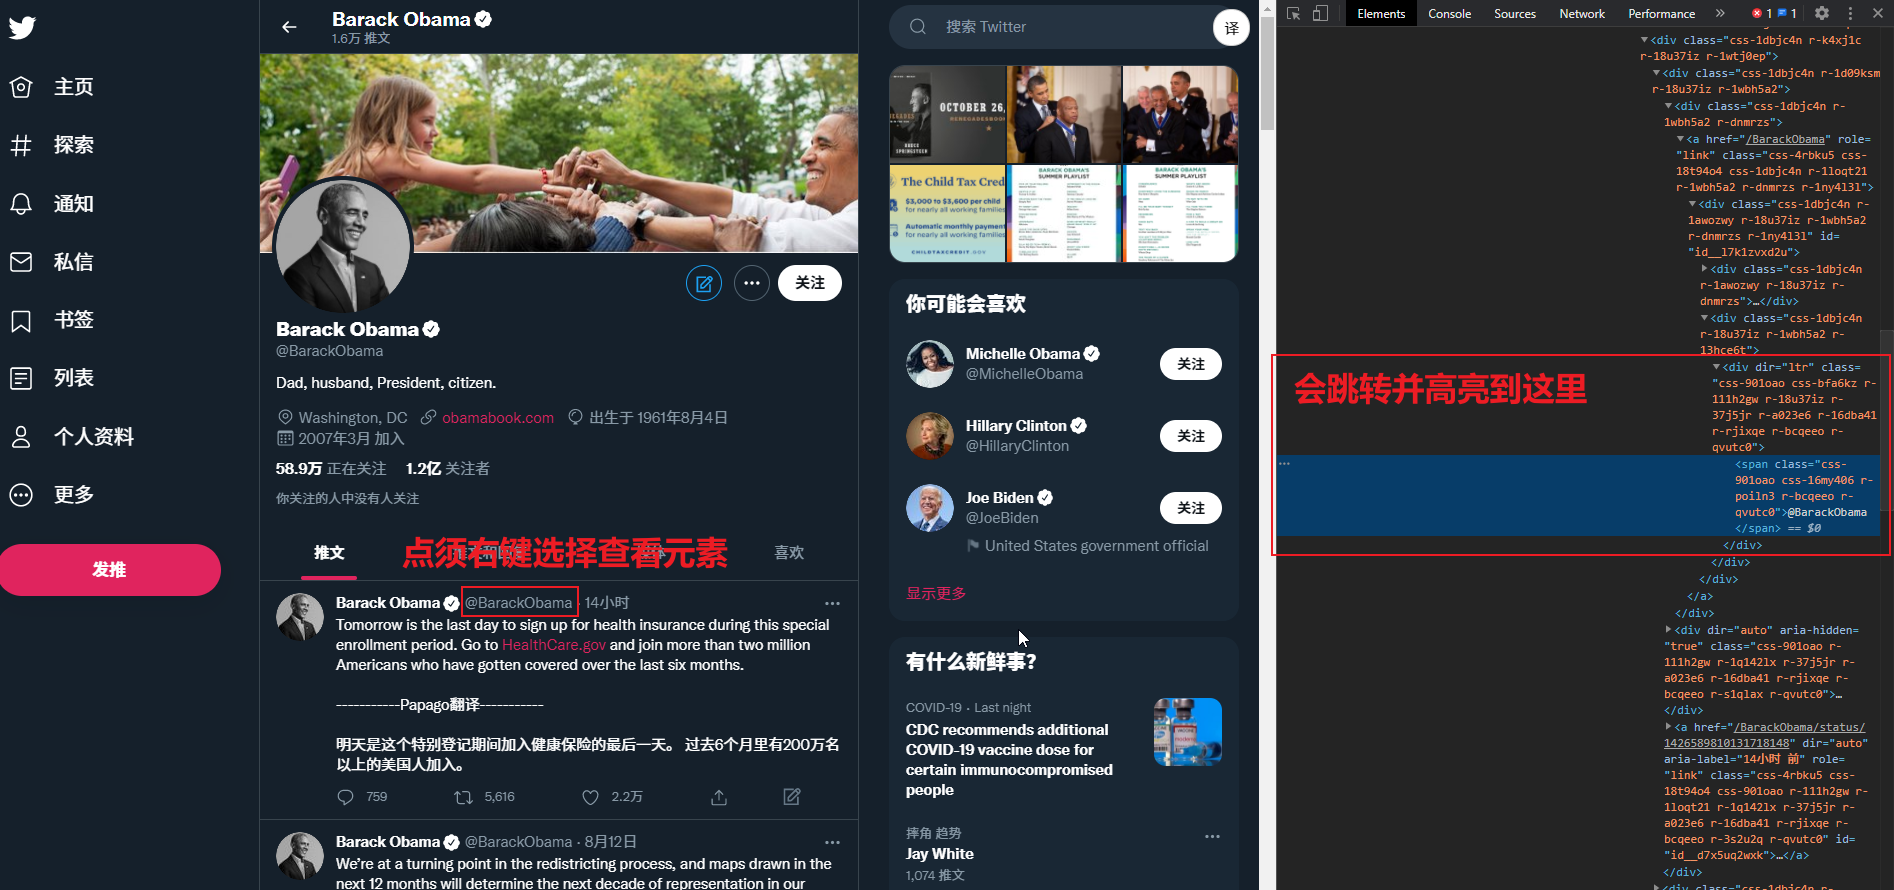 主页
探索
通知
私信
书签
列表
个人资料
更多
发推
Barack Obama
1.6万 推文
关注
Barack Obama
@BarackObama
Dad, husband, President, citizen.
Washington, DC obamabook.com 出生于 1961年8月4日
2007年3月 加入
58.9万 正在关注 1.2亿 关注者
你关注的人中没有人关注
推文
喜欢
点须右键选择查看元素
Barack Obama @BarackObama · 14小时
Tomorrow is the last day to sign up for health insurance during this special
enrollment period. Go to HealthCare.gov and join more than two million
Americans who have gotten covered over the last six months.
-----------Papago翻译-----------
明天是这个特别登记期间加入健康保险的最后一天。 过去6个月里有200万名
以上的美国人加入。
759 5,616 2.2万
Barack Obama @BarackObama · 8月12日
We're at a turning point in the redistricting process, and maps drawn in the
next 12 months will determine the next decade of representation in our
搜索 Twitter
译
OCTOBER 26,
The Child Tax Cred
$3,000 to $3,600 per child
for nearly all working families
Automatic monthly payment
for nearly all working families
CHILDTAXCREDIT.GOV
BARACK OBAMA'S
SUMMER PLAYLIST
BARACK OBAMA'S
SUMMER PLAYLIST
你可能会喜欢
Michelle Obama
@MichelleObama
关注
Hillary Clinton
@HillaryClinton
关注
Joe Biden
@JoeBiden
关注
United States government official
显示更多
有什么新鲜事?
COVID-19 · Last night
CDC recommends additional
COVID-19 vaccine dose for
certain immunocompromised
people
摔角 趋势
Jay White
1,074 推文
Elements Console Sources Network Performance » 1 1
<div class="css-1dbjc4n r-k4xj1c
r-18u37iz r-1wtj0ep">
<div class="css-1dbjc4n r-1d09ksm
r-18u37iz r-1wbh5a2">
<div class="css-1dbjc4n r-
1wbh5a2 r-dnmrzs">
<a href="/BarackObama" role=
"link" class="css-4rbku5 css-
18t94o4 css-1dbjc4n r-1loqt21
r-1wbh5a2 r-dnmrzs r-1ny4l3l">
<div class="css-1dbjc4n r-
1awozwy r-18u37iz r-1wbh5a2
r-dnmrzs r-1ny4l3l" id=
"id__l7k1zvxd2u">
<div class="css-1dbjc4n
r-1awozwy r-18u37iz r-
dnmrzs">…</div>
<div class="css-1dbjc4n
r-18u37iz r-1wbh5a2 r-
13hce6t">
会跳转并高亮到这里
<div dir="ltr" class=
"css-901oao css-bfa6kz r-
111h2gw r-18u37iz r-
37j5jr r-a023e6 r-16dba41
r-rjixqe r-bcqeeo r-
qvutc0">
<span class="css-
901oao css-16my406 r-
poiln3 r-bcqeeo r-
qvutc0">@BarackObama
</span> == $0
</div>
</div>
</div>
</a>
</div>
<div dir="auto" aria-hidden=
"true" class="css-901oao r-
111h2gw r-1q142lx r-37j5jr r-
a023e6 r-16dba41 r-rjixqe r-
bcqeeo r-s1qlax r-qvutc0">…
</div>
<a href="/BarackObama/status/
1426589810131718148" dir="auto"
aria-label="14小时 前" role=
"link" class="css-4rbku5 css-
18t94o4 css-901oao r-111h2gw r-
1loqt21 r-1q142lx r-37j5jr r-
a023e6 r-16dba41 r-rjixqe r-
bcqeeo r-3s2u2q r-qvutc0" id=
"id__d7x5uq2wxk">…</a>
</div>
<div class="css-1dbjc4n r-